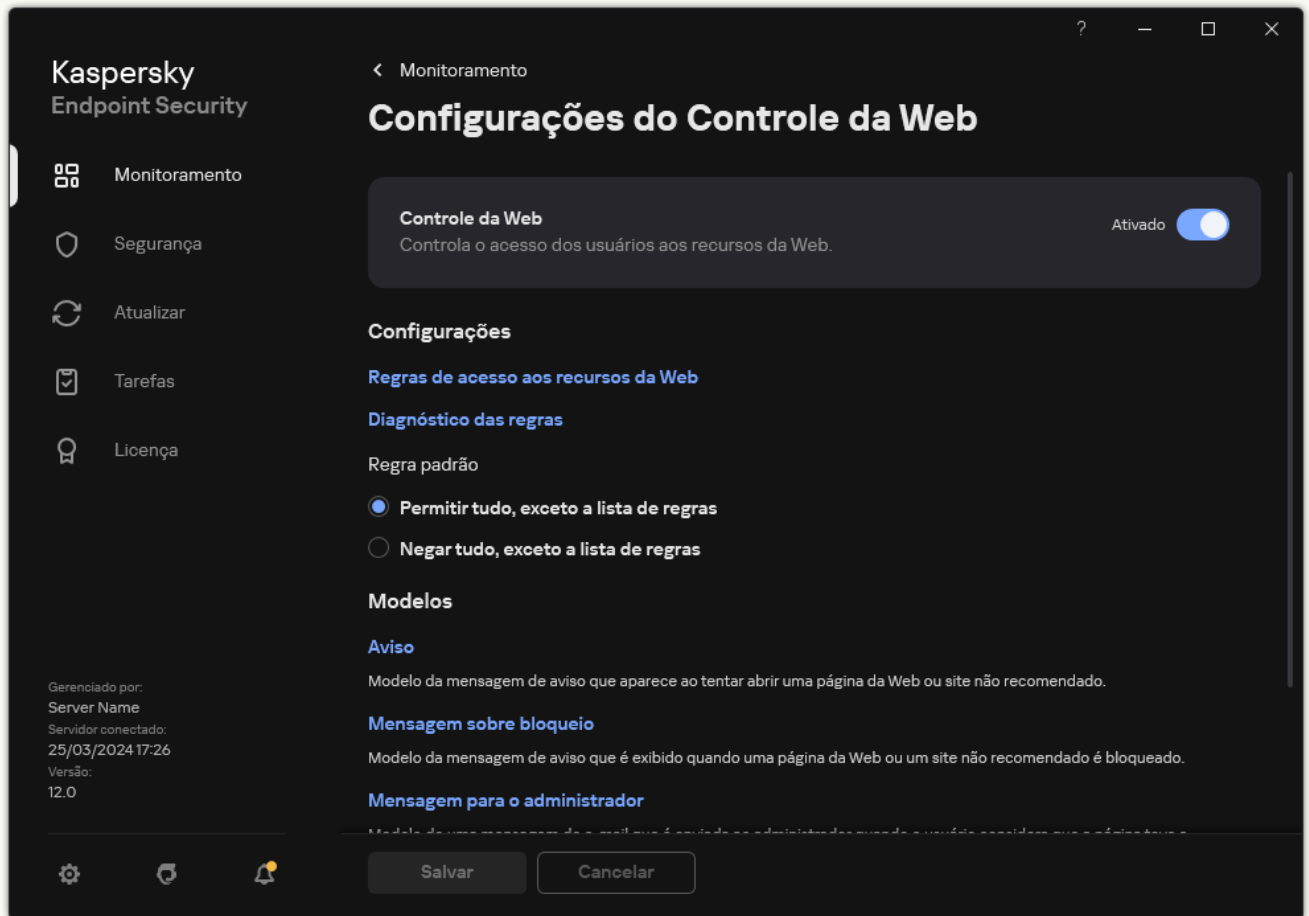 ?
Kaspersky
Endpoint Security
Monitoramento
Segurança
Atualizar
Tarefas
Licença
Gerenciado por:
Server Name
Servidor conectado:
25/03/2024 17:26
Versão:
12.0
Monitoramento
Configurações do Controle da Web
Controle da Web
Controla o acesso dos usuários aos recursos da Web.
Ativado
Configurações
Regras de acesso aos recursos da Web
Diagnóstico das regras
Regra padrão
Permitir tudo, exceto a lista de regras
Negar tudo, exceto a lista de regras
Modelos
Aviso
Modelo da mensagem de aviso que aparece ao tentar abrir uma página da Web ou site não recomendado.
Mensagem sobre bloqueio
Modelo da mensagem de aviso que é exibido quando uma página da Web ou um site não recomendado é bloqueado.
Mensagem para o administrador
Salvar
Cancelar